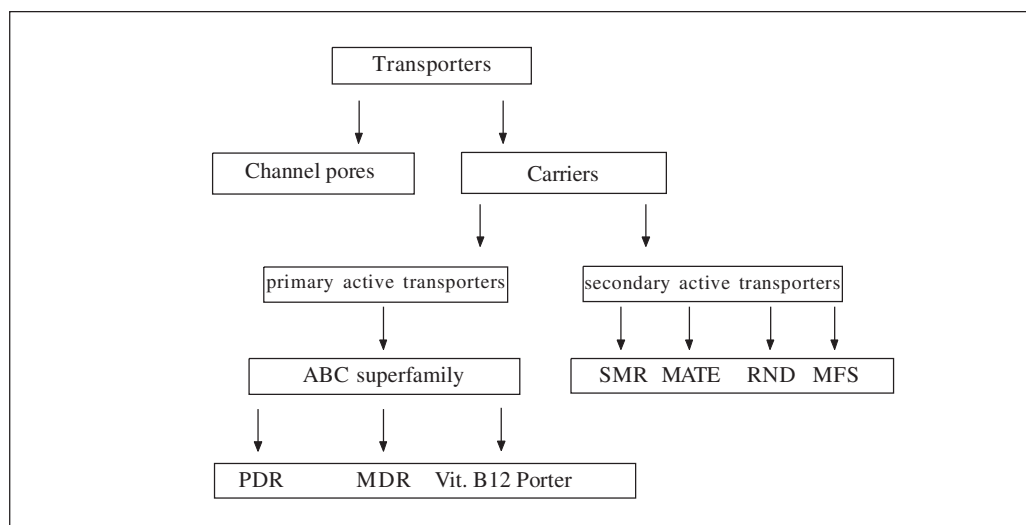 Transporters
Channel pores
Carriers
primary active transporters
secondary active transporters
ABC superfamily
SMR MATE RND MFS
PDR MDR Vit. B12 Porter